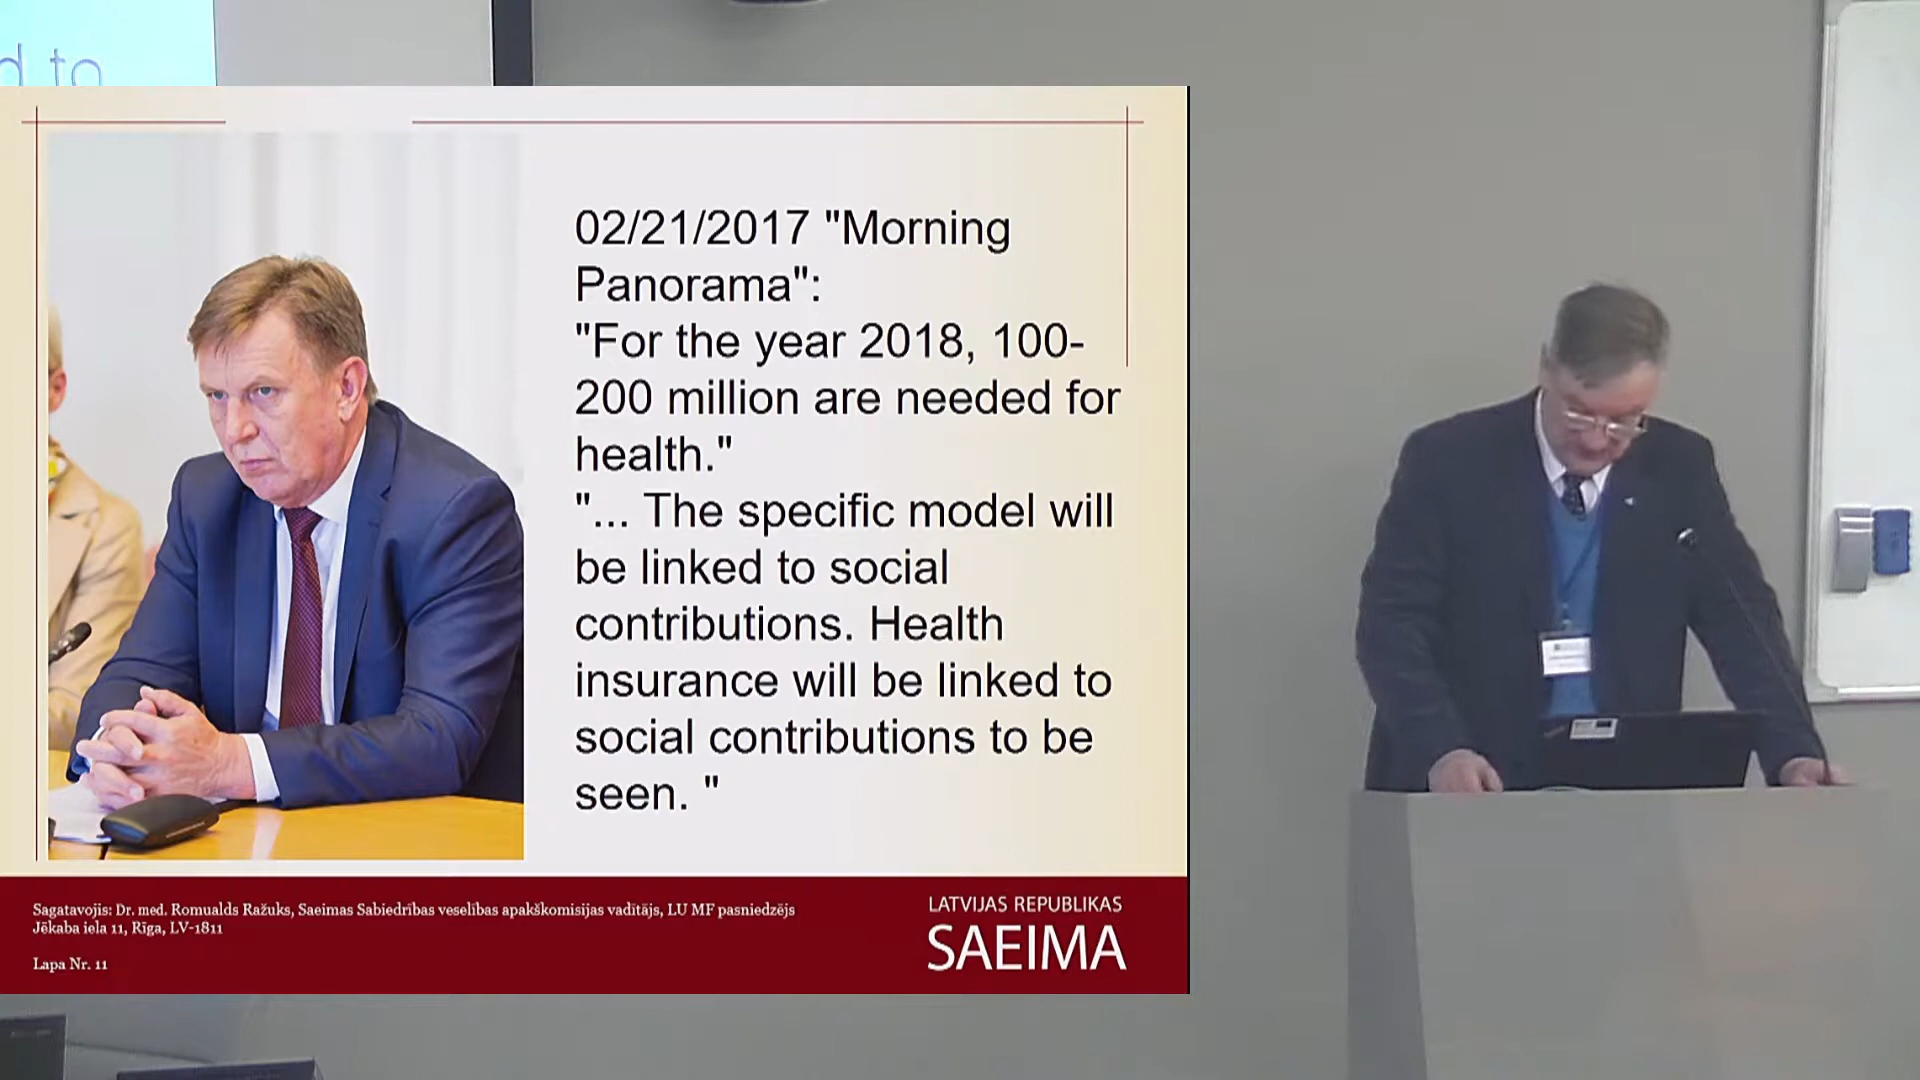 d to
02/21/2017 "Morning
Panorama":
"For the year 2018, 100-
200 million are needed for
health."
"... The specific model will
be linked to social
contributions. Health
insurance will be linked to
social contributions to be
seen. "
Sagatavojis: Dr. med. Romualds Ražuks, Saeimas Sabiedrības veselības apakškomisijas vadītājs, LU MF pasniedzējs
Jēkaba iela 11, Rīga, LV-1811
Lapa Nr. 11
LATVIJAS REPUBLIKAS
SAEIMA